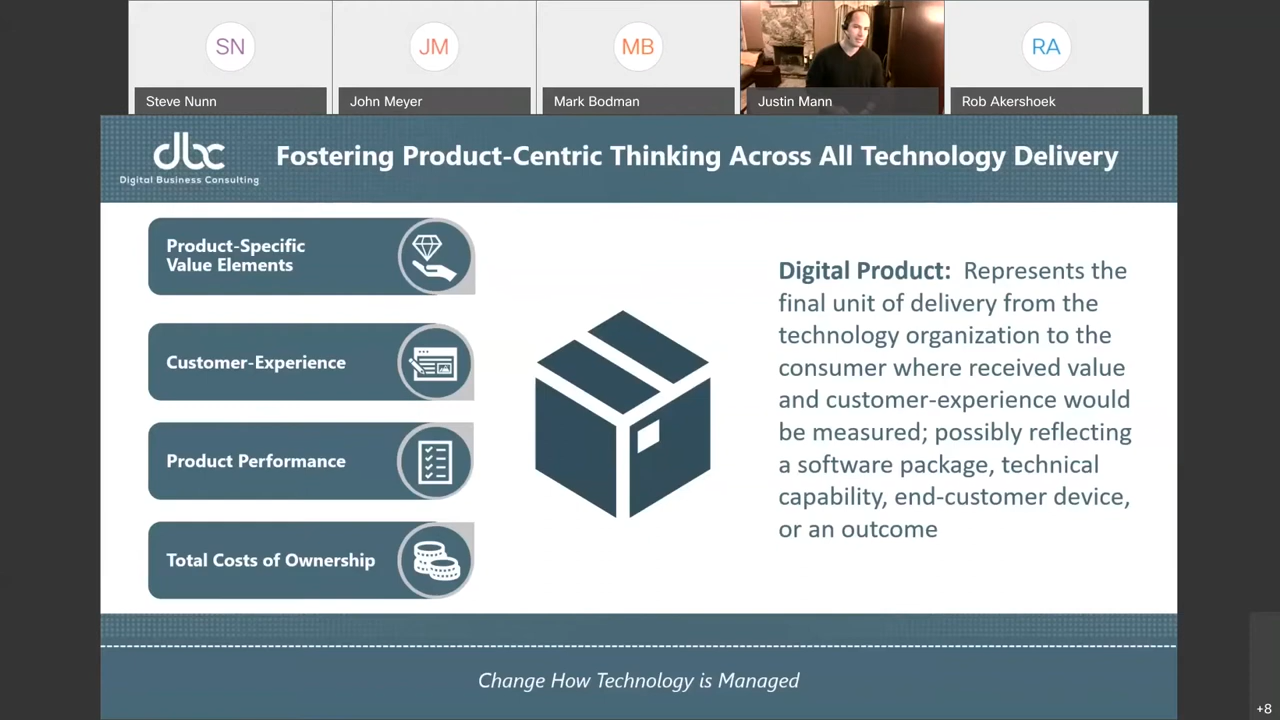 SN
JM
MB
RA
Steve Nunn
John Meyer
Mark Bodman
Justin Mann
Rob Akershoek
dbc
Digital Business Consulting
Fostering Product-Centric Thinking Across All Technology Delivery
Product-Specific
Value Elements
Customer-Experience
Product Performance
Total Costs of Ownership
Digital Product: Represents the
final unit of delivery from the
technology organization to the
consumer where received value
and customer-experience would
be measured; possibly reflecting
a software package, technical
capability, end-customer device,
or an outcome
Change How Technology is Managed
+8